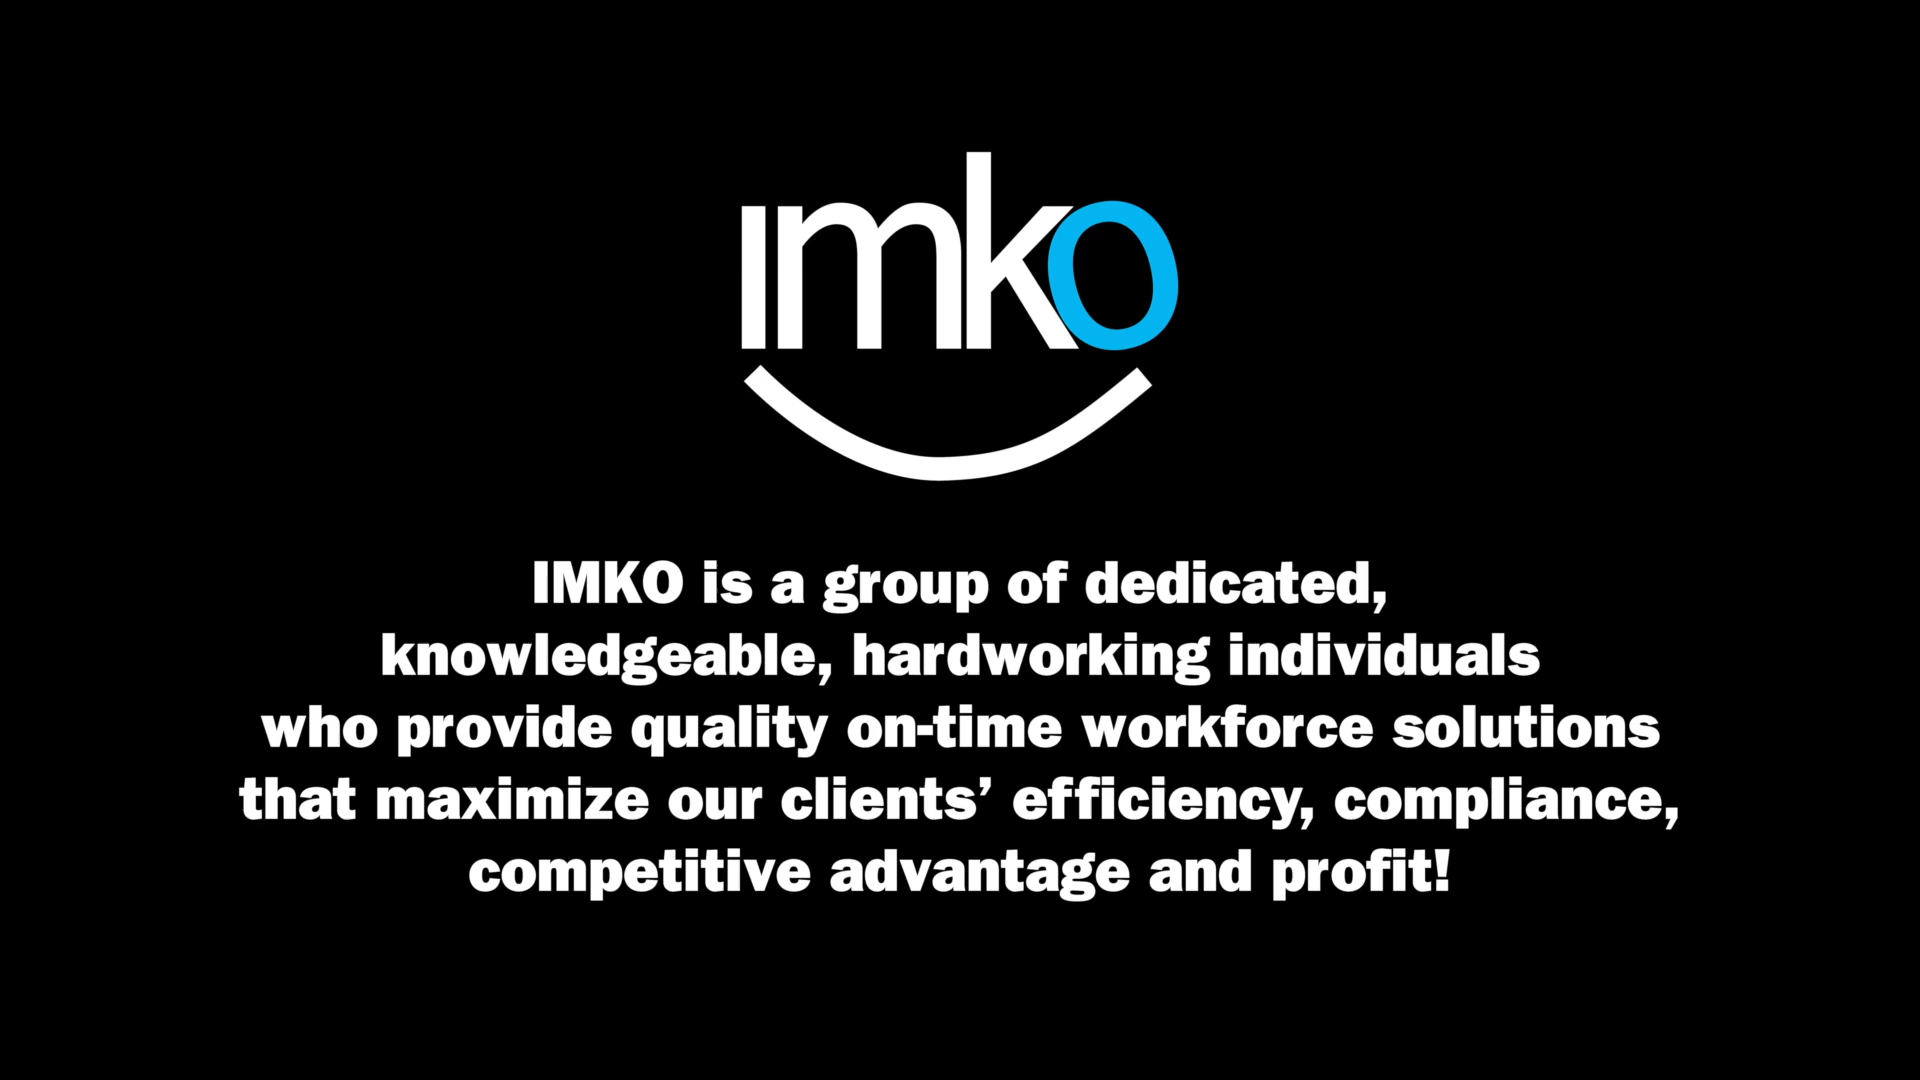 imko
IMKO is a group of dedicated,
knowledgeable, hardworking individuals
who provide quality on-time workforce solutions
that maximize our clients’ efficiency, compliance,
competitive advantage and profit!